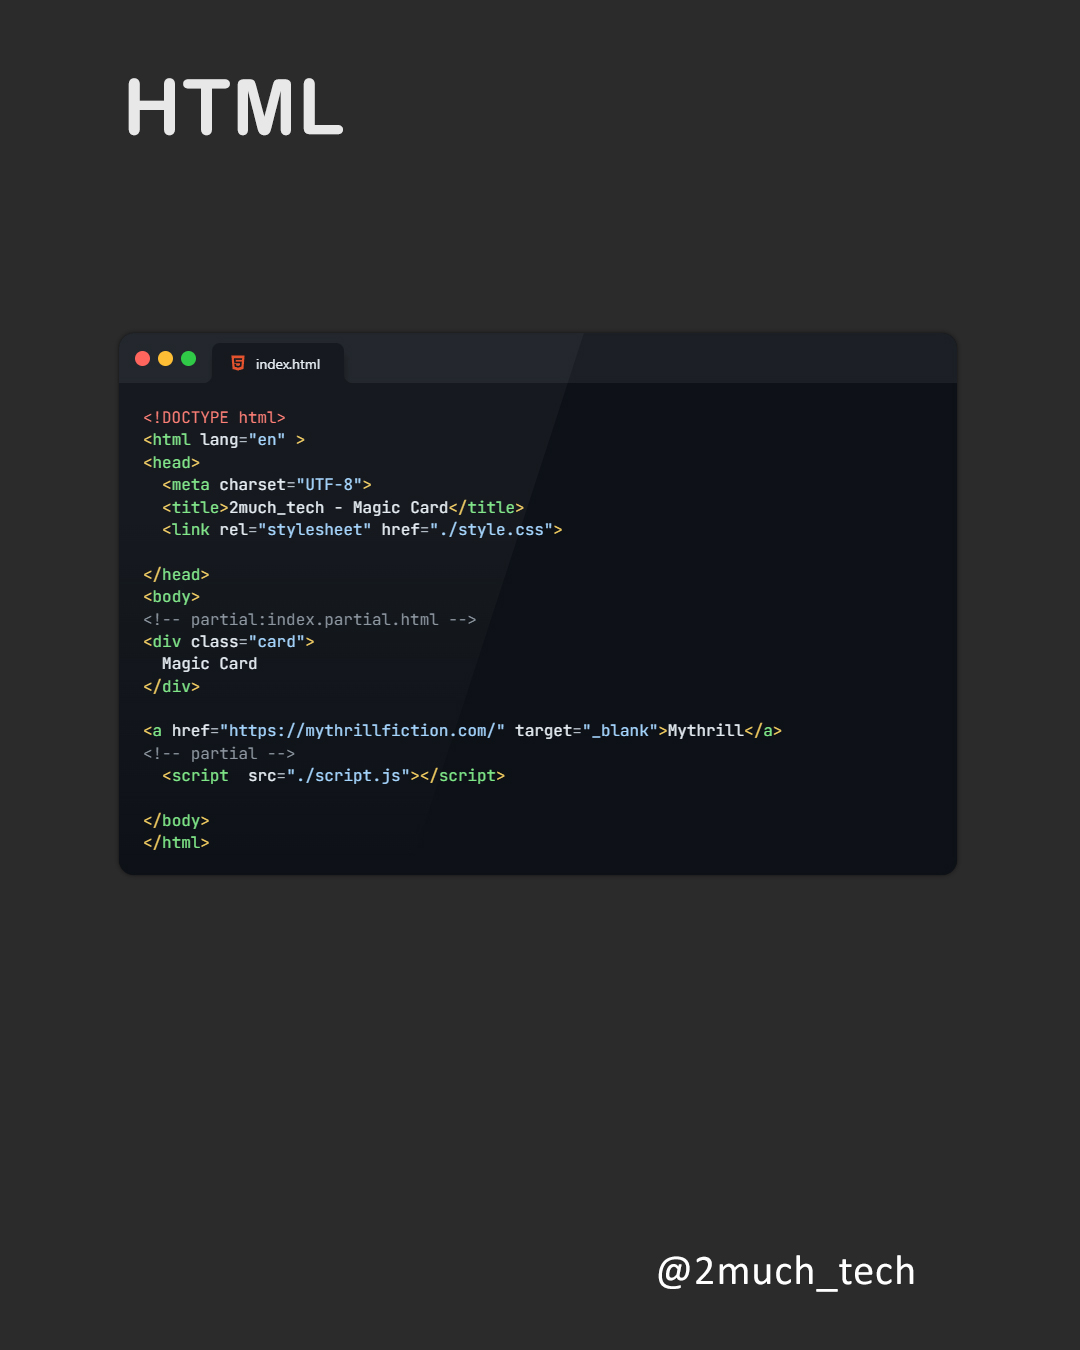 HTML
index.html
<!DOCTYPE html>
<html lang="en" >
<head>
  <meta charset="UTF-8">
  <title>2much_tech - Magic Card</title>
  <link rel="stylesheet" href="./style.css">
</head>
<body>
<!-- partial:index.partial.html -->
<div class="card">
  Magic Card
</div>
<a href="https://mythrillfiction.com/" target="_blank">Mythrill</a>
<!-- partial -->
  <script  src="./script.js"></script>
</body>
</html>
@2much_tech